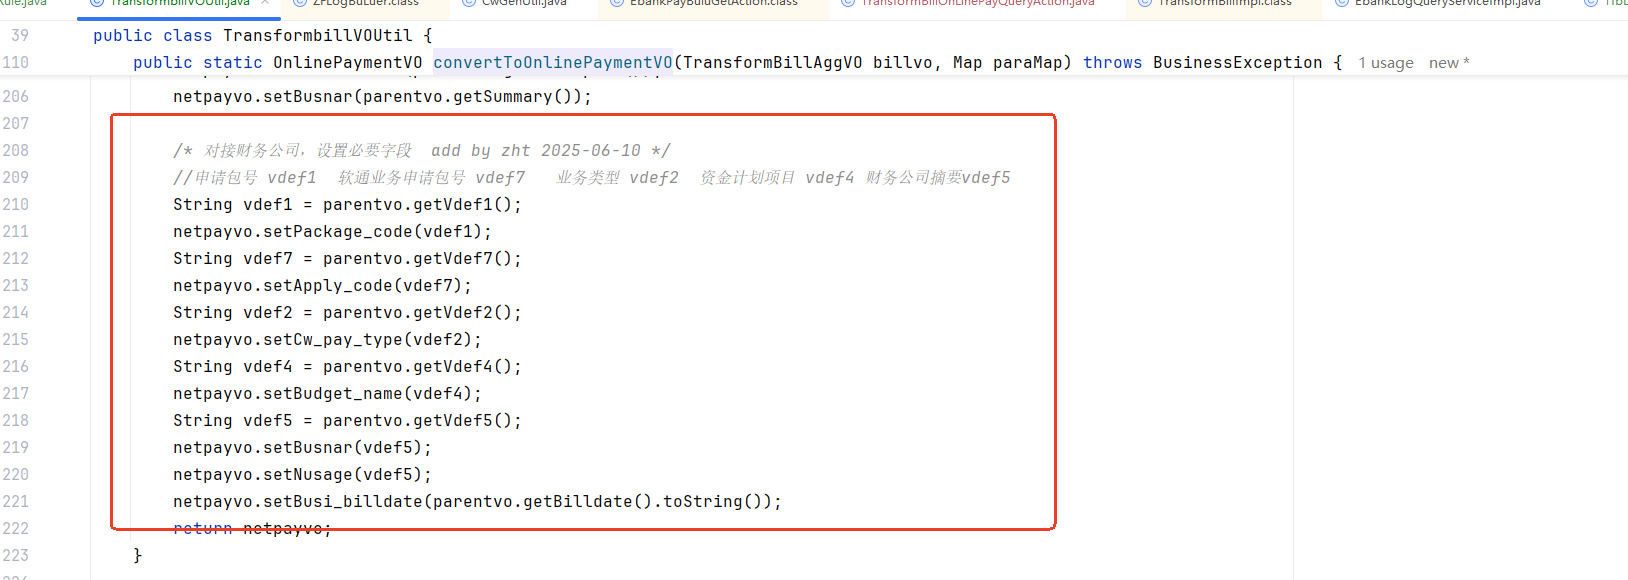 TransformbillVOUtil.java
CwGenUtil.java
TransformBillOnLinePayQueryAction.java
TransformBillImpl.class
EbankLogQueryServiceImpl.java
39 public class TransformbillVOUtil {
110 public static OnlinePaymentVO convertToOnlinePaymentVO(TransformBillAggVO billvo, Map paraMap) throws BusinessException { 1 usage new *
206 netpayvo.setBusnar(parentvo.getSummary());
207
208 /* 对接财务公司，设置必要字段 add by zht 2025-06-10 */
209 //申请包号 vdef1 软通业务申请包号 vdef7 业务类型 vdef2 资金计划项目 vdef4 财务公司摘要vdef5
210 String vdef1 = parentvo.getVdef1();
211 netpayvo.setPackage_code(vdef1);
212 String vdef7 = parentvo.getVdef7();
213 netpayvo.setApply_code(vdef7);
214 String vdef2 = parentvo.getVdef2();
215 netpayvo.setCw_pay_type(vdef2);
216 String vdef4 = parentvo.getVdef4();
217 netpayvo.setBudget_name(vdef4);
218 String vdef5 = parentvo.getVdef5();
219 netpayvo.setBusnar(vdef5);
220 netpayvo.setNusage(vdef5);
221 netpayvo.setBusi_billdate(parentvo.getBilldate().toString());
222 return netpayvo;
223 }